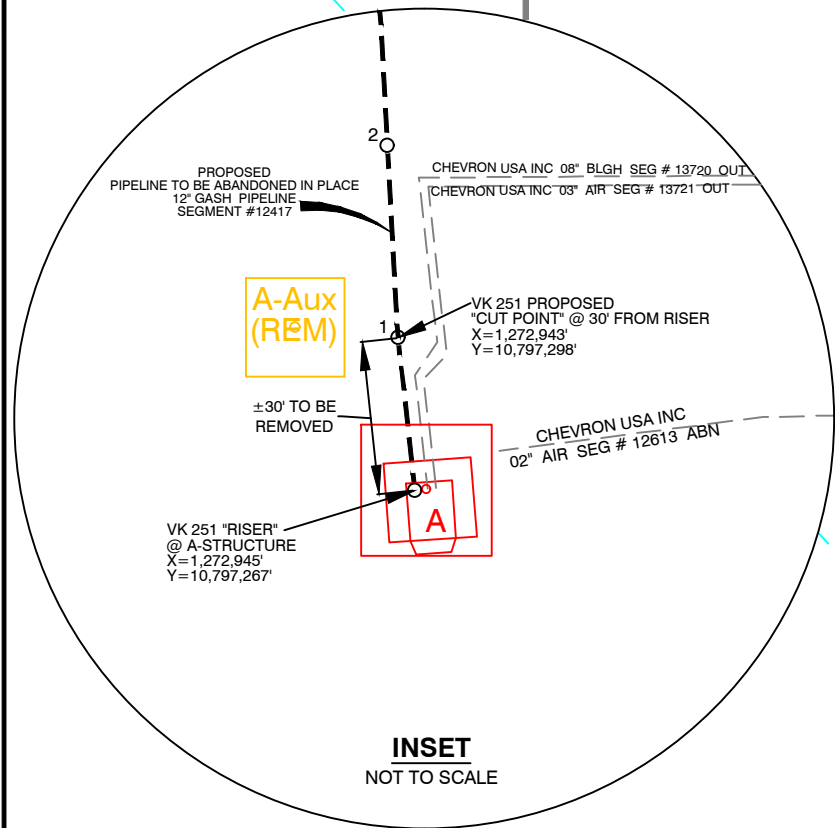 2
PROPOSED
PIPELINE TO BE ABANDONED IN PLACE
12" GASH PIPELINE
SEGMENT #12417
CHEVRON USA INC 08" BLGH SEG # 13720 OUT
CHEVRON USA INC 03" AIR SEG # 13721 OUT
A-Aux
(REM)
1
VK 251 PROPOSED
"CUT POINT" @ 30' FROM RISER
X=1,272,943'
Y=10,797,298'
±30' TO BE
REMOVED
CHEVRON USA INC
02" AIR SEG # 12613 ABN
A
VK 251 "RISER"
@ A-STRUCTURE
X=1,272,945'
Y=10,797,267'
INSET
NOT TO SCALE